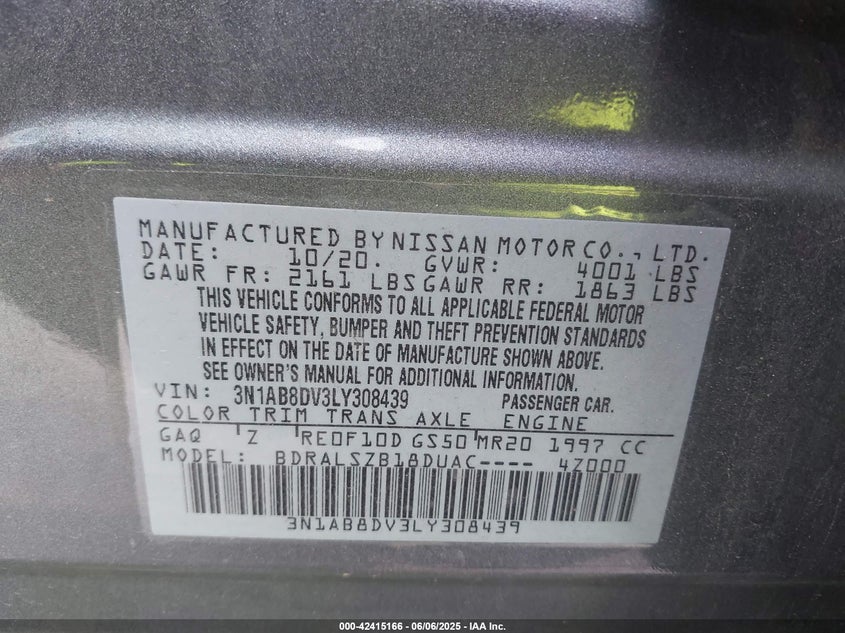 MANUFACTURED BY NISSAN MOTOR CO., LTD.
DATE: 10/20. GVWR: 4001 LBS
GAWR FR: 2161 LBS GAWR RR: 1863 LBS
THIS VEHICLE CONFORMS TO ALL APPLICABLE FEDERAL MOTOR
VEHICLE SAFETY, BUMPER AND THEFT PREVENTION STANDARDS
IN EFFECT ON THE DATE OF MANUFACTURE SHOWN ABOVE.
SEE OWNER'S MANUAL FOR ADDITIONAL INFORMATION.
VIN: 3N1AB8DV3LY308439 PASSENGER CAR.
COLOR TRIM TRANS AXLE ENGINE
GAQ Z RE0F10D GS50 MR20 1997 CC
MODEL: BDRALSZB18DUAC---- 4Z000
3N1AB8DV3LY308439
000-42415166 - 06/06/2025 - IAA Inc.